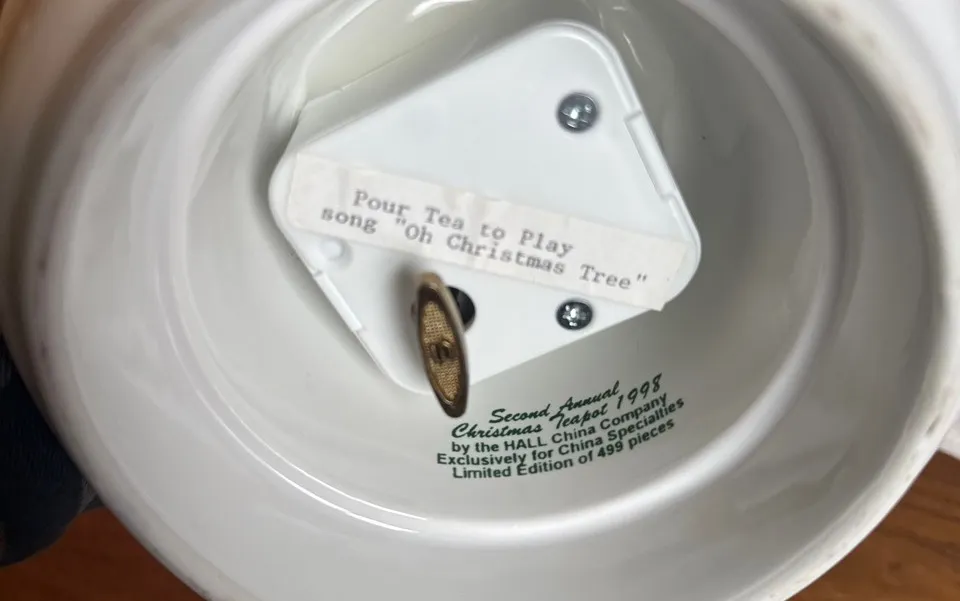 Pour Tea to Play
song "Oh Christmas Tree"
Second Annual
Christmas Teapot 1998
by the HALL China Company
Exclusively for China Specialties
Limited Edition of 499 pieces